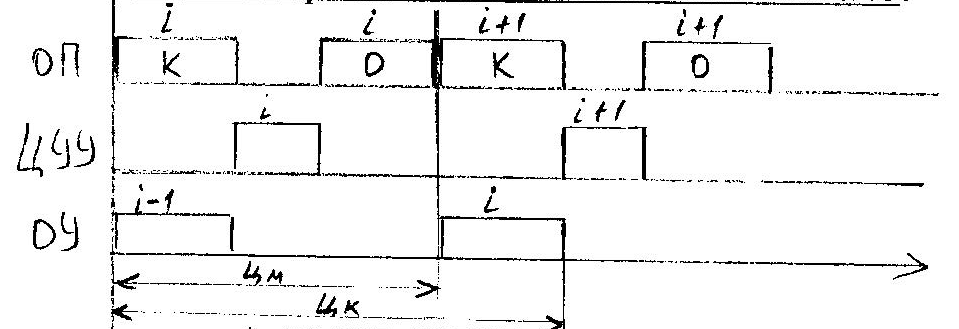 i i i+1 i+1
ОП К О К О
i i+1
ЦУУ
i-1 i
ОУ
цм
цк